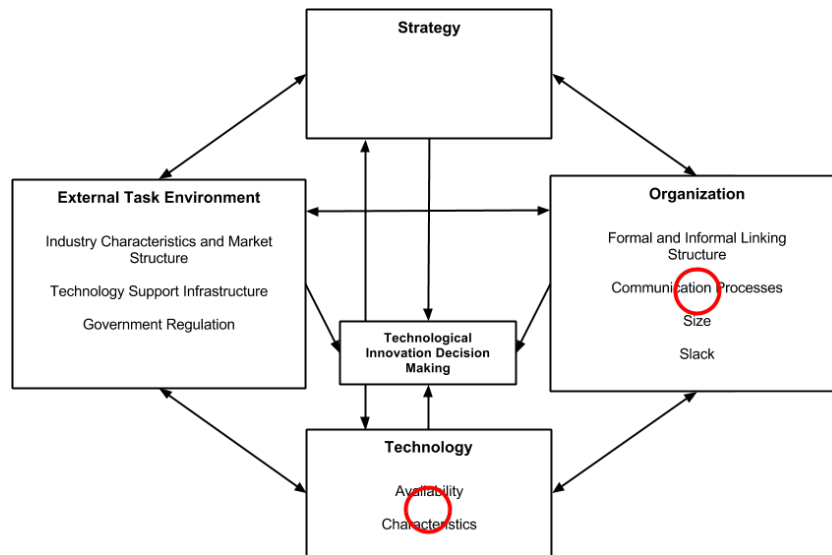 Strategy
External Task Environment
Industry Characteristics and Market
Structure
Technology Support Infrastructure
Government Regulation
Organization
Formal and Informal Linking
Structure
Communication Processes
Size
Slack
Technological
Innovation Decision
Making
Technology
Availability
Characteristics